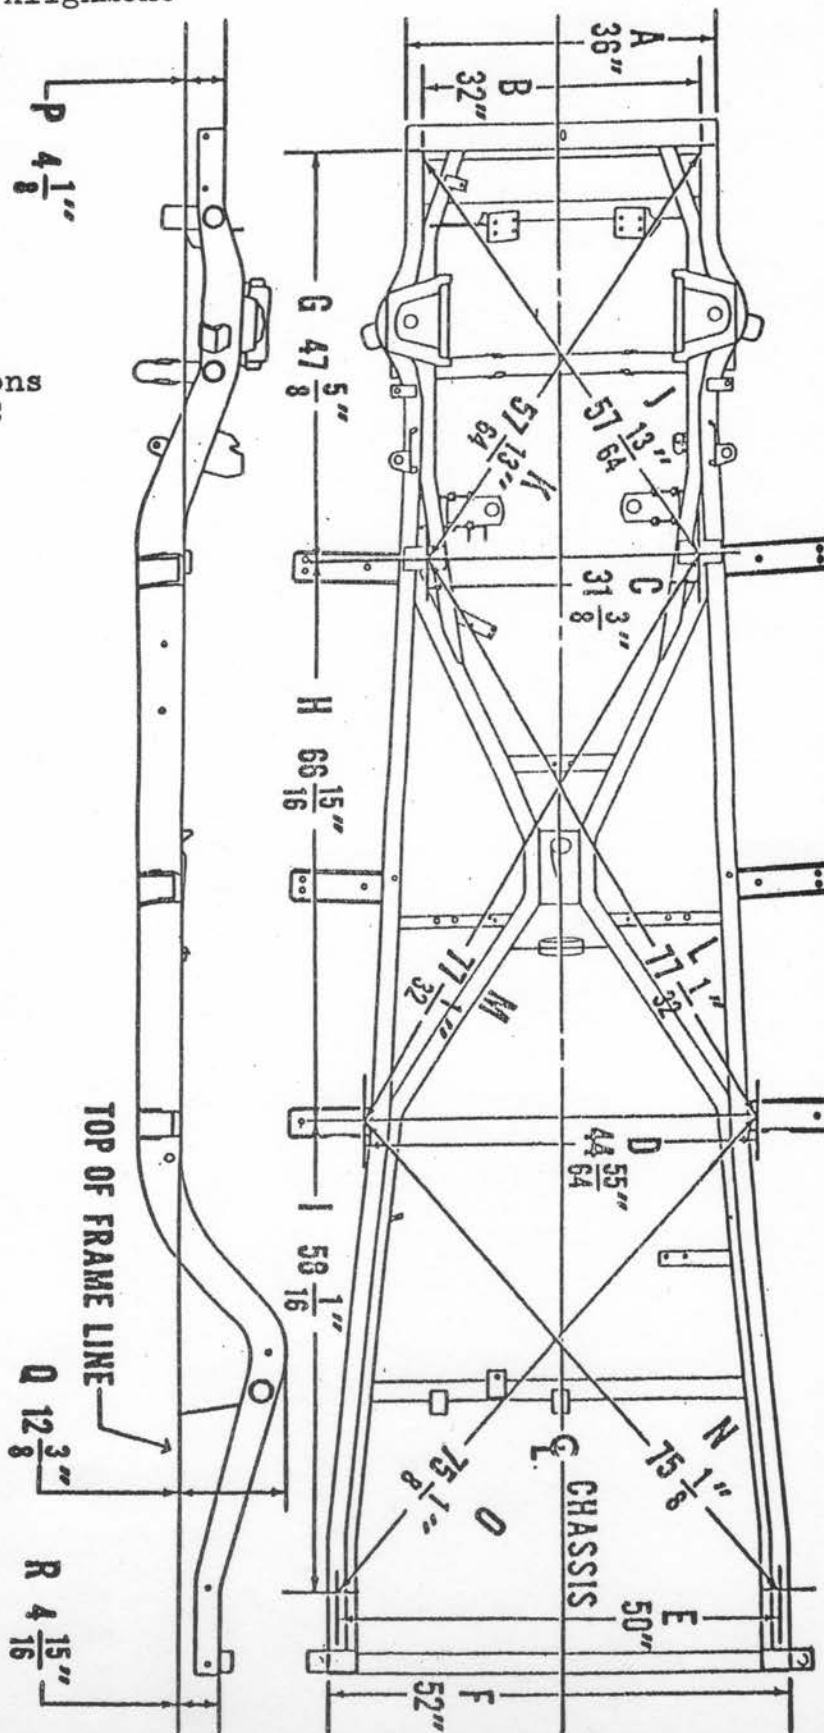 Alignment
ons
A 36"
B 32"
P 4 1/8"
G 47 5/8"
J 57 13/64"
K 57 13/64"
C 31 3/8"
H 66 15/16"
L 77 1/32"
M 77 1/32"
D 44 55/64"
I 58 1/16"
TOP OF FRAME LINE
Q 12 3/8"
N 75 1/8"
O 75 1/8"
CL CHASSIS
E 50"
R 4 15/16"
F 52"